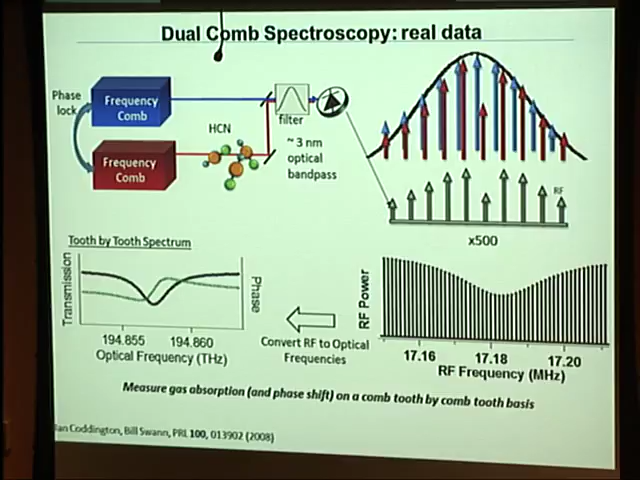 Dual Comb Spectroscopy: real data
Phase
lock
Frequency
Comb
HCN
Frequency
Comb
filter
~ 3 nm
optical
bandpass
RF
x500
Tooth by Tooth Spectrum
Transmission
Phase
194.855 194.860
Optical Frequency (THz)
Convert RF to Optical
Frequencies
RF Power
17.16 17.18 17.20
RF Frequency (MHz)
Measure gas absorption (and phase shift) on a comb tooth by comb tooth basis
Ian Coddington, Bill Swann, PRL 100, 013902 (2008)